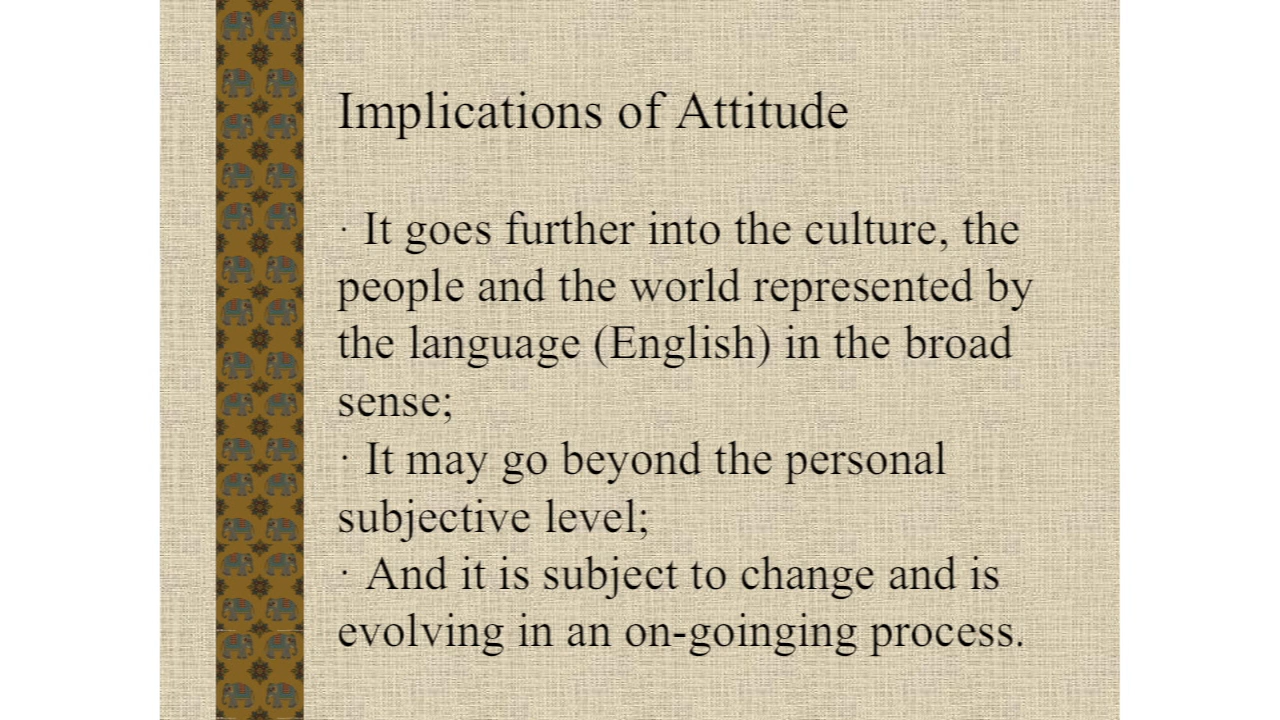 Implications of Attitude
· It goes further into the culture, the
people and the world represented by
the language (English) in the broad
sense;
· It may go beyond the personal
subjective level;
· And it is subject to change and is
evolving in an on-goinging process.